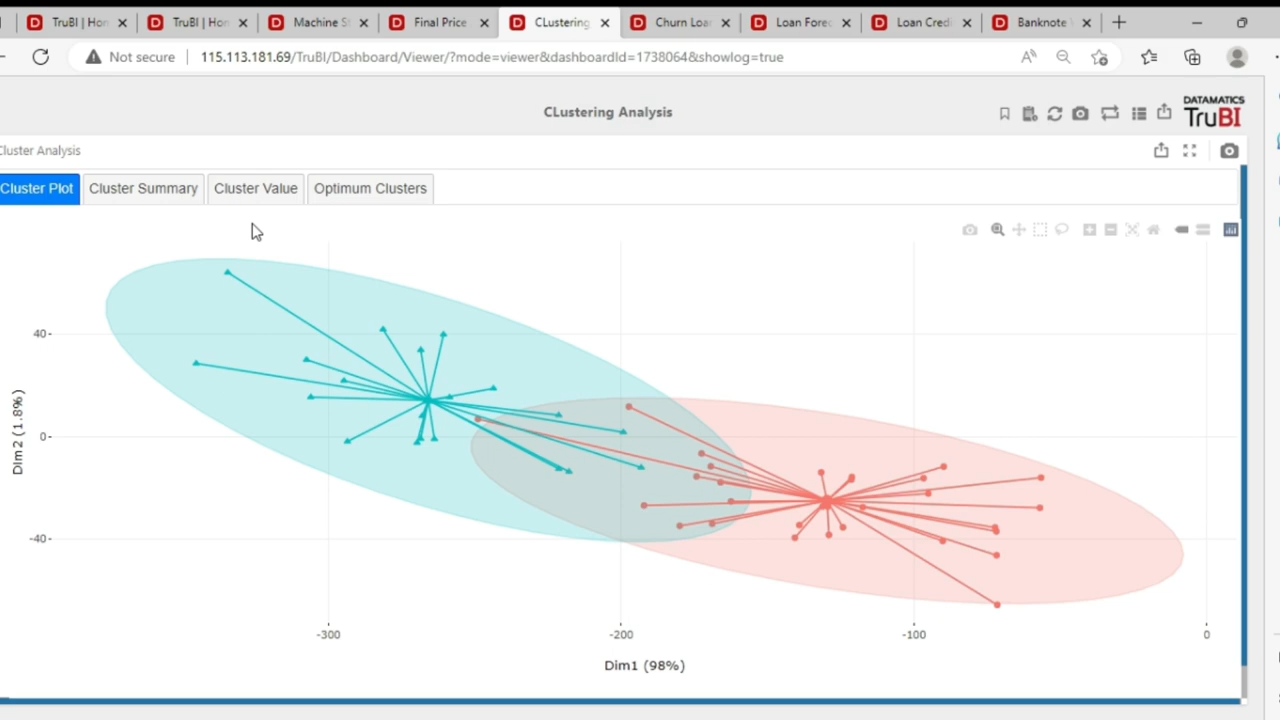 TruBI | Hon
TruBI | Hon
Machine S
Final Price
CLustering
Churn Loan
Loan Forec
Loan Credi
Banknote
Not secure
115.113.181.69/TruBI/Dashboard/Viewer/?mode=viewer&dashboardId=1738064&showlog=true
CLustering Analysis
DATAMATICS
TruBI
Cluster Analysis
Cluster Plot
Cluster Summary
Cluster Value
Optimum Clusters
40
0
-40
Dim2 (1.8%)
-300
-200
-100
0
Dim1 (98%)